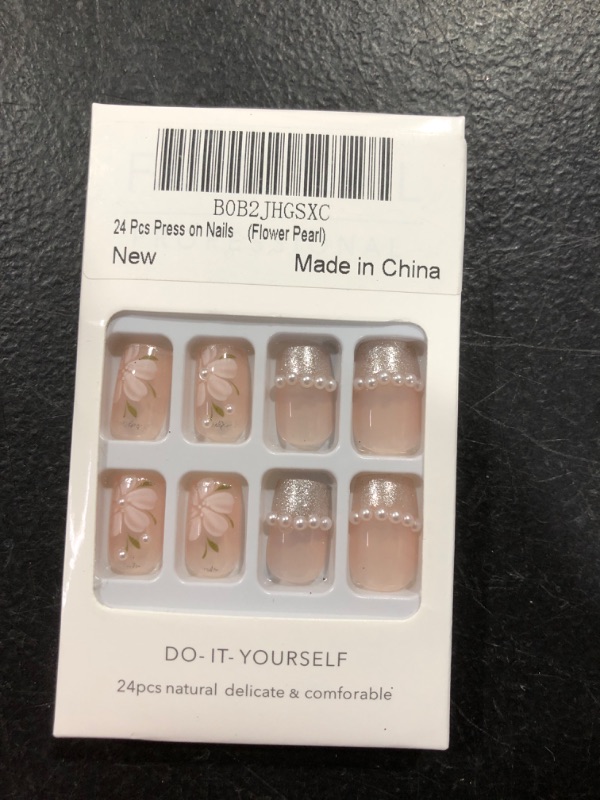 B0B2JHGSXC
24 Pcs Press on Nails (Flower Pearl)
New Made in China
DO-IT-YOURSELF
24pcs natural delicate & comforable